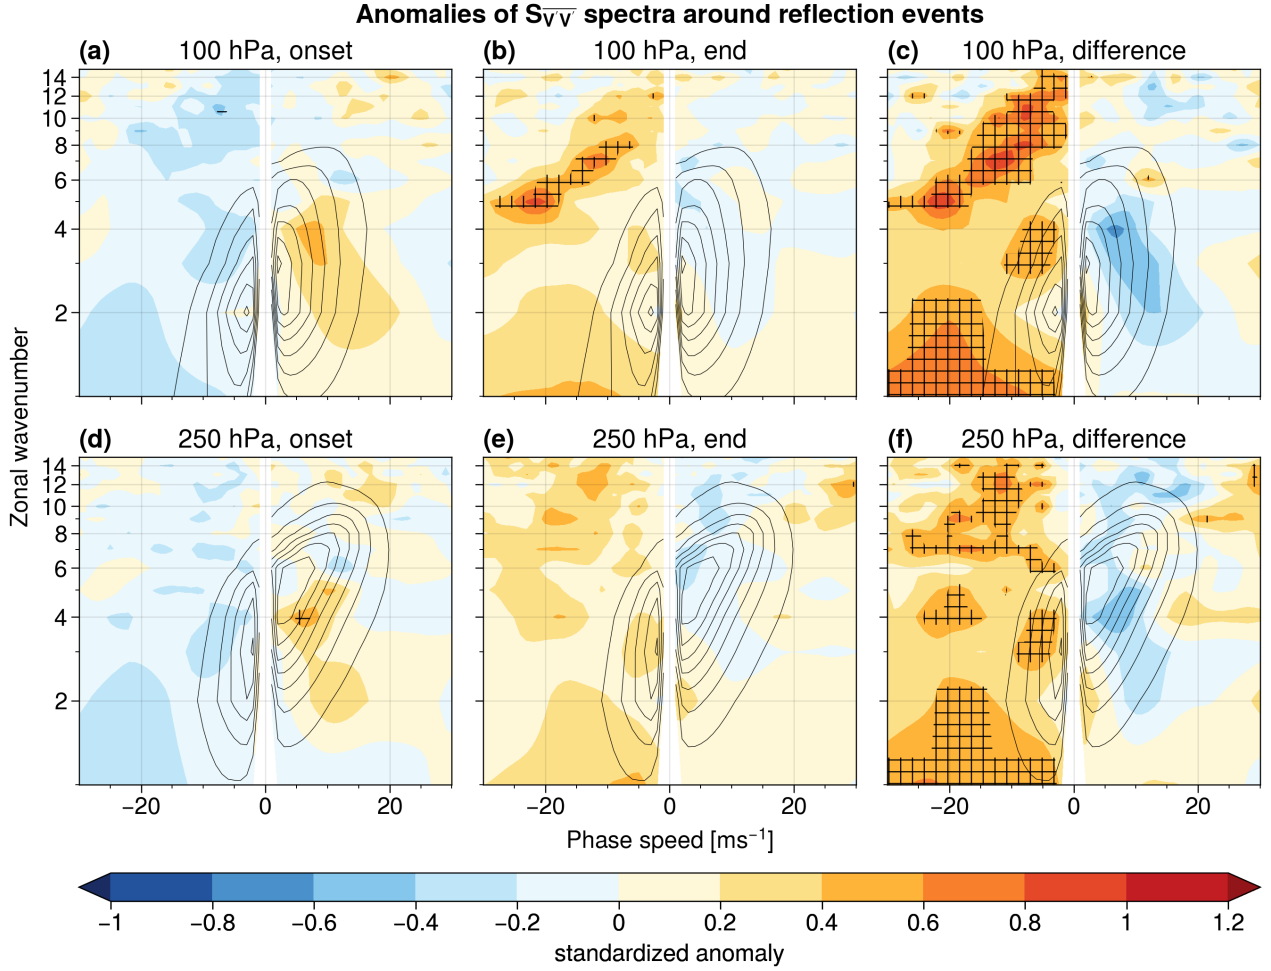 Anomalies of S_{\overline{v'v'}} spectra around reflection events
(a) 100 hPa, onset
(b) 100 hPa, end
(c) 100 hPa, difference
14
12
10
8
6
4
2
(d) 250 hPa, onset
(e) 250 hPa, end
(f) 250 hPa, difference
14
12
10
8
6
4
2
Zonal wavenumber
−20 0 20
−20 0 20
−20 0 20
Phase speed [ms⁻¹]
−1 −0.8 −0.6 −0.4 −0.2 0 0.2 0.4 0.6 0.8 1 1.2
standardized anomaly